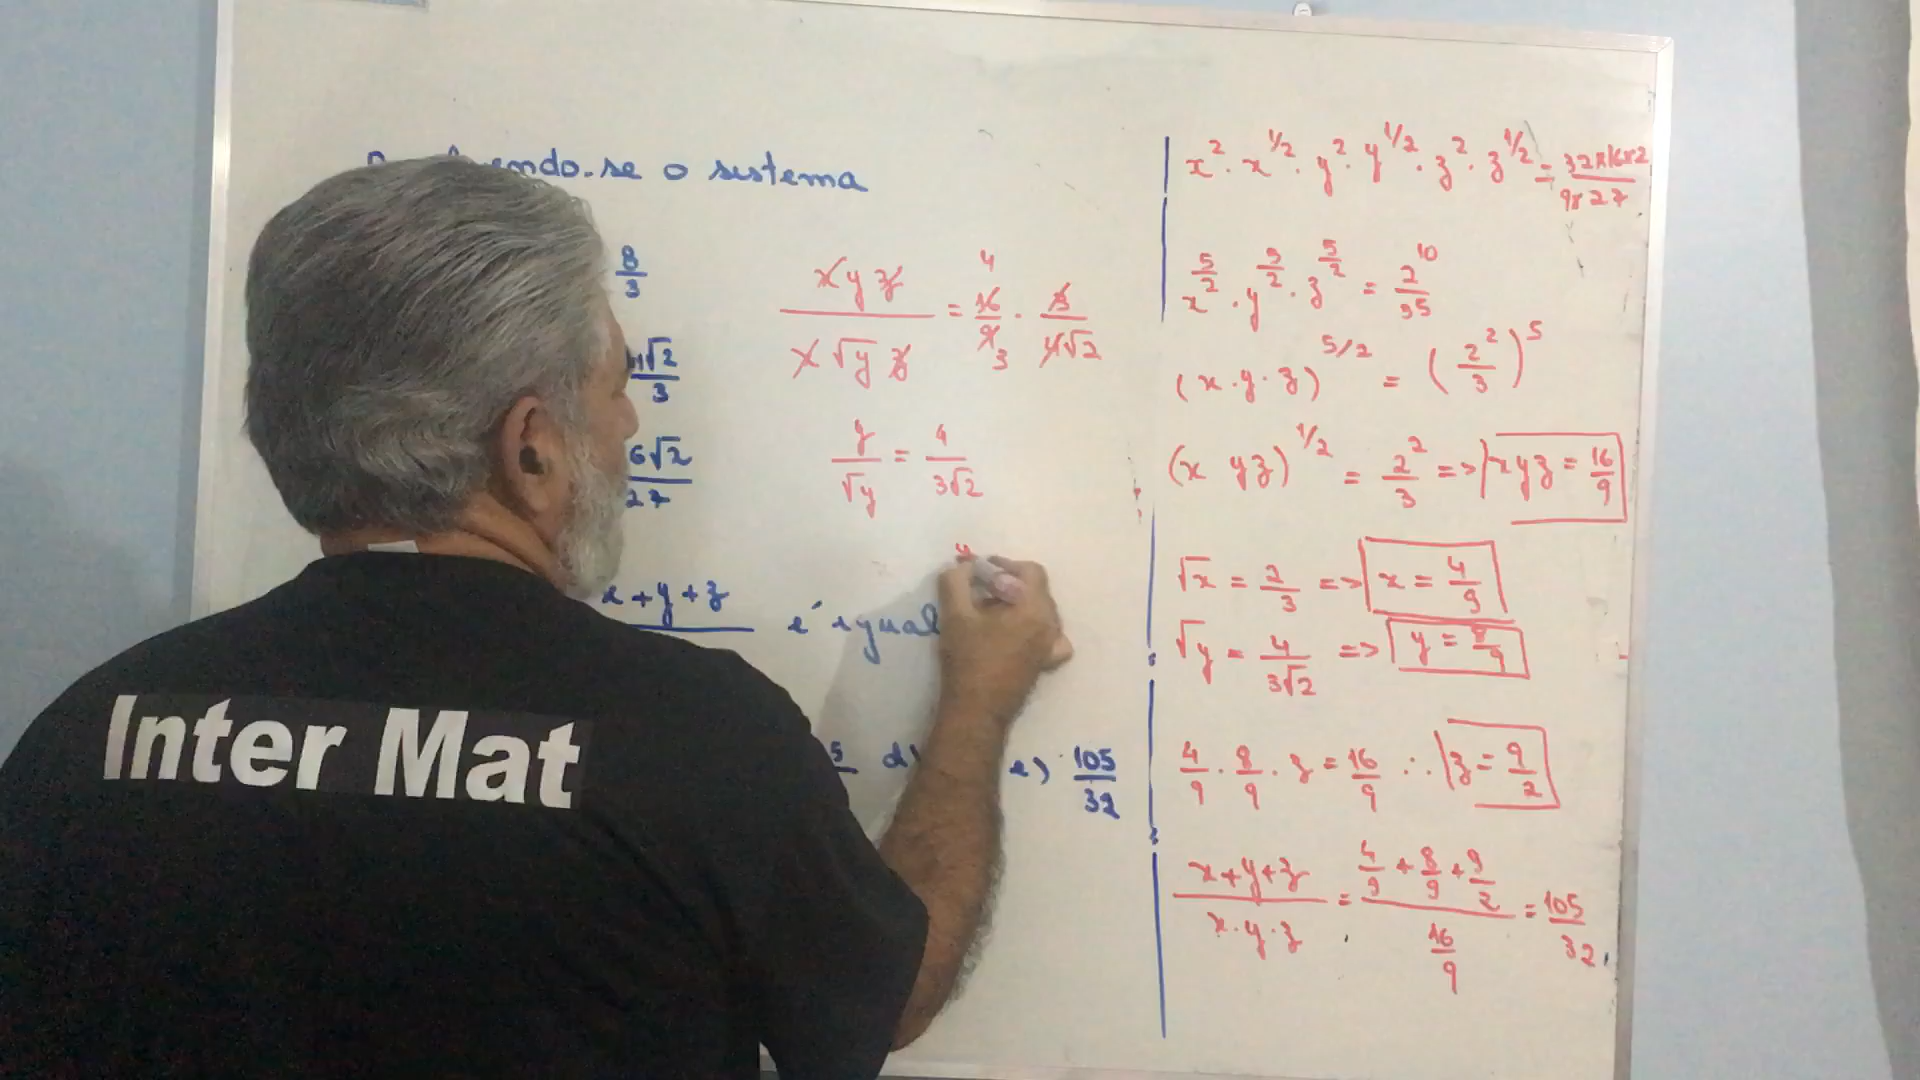 o sistema
8/3
4√2/3
6√2/27
x+y+z é igual
d)
e) 105/32
xyz/x√y z = 4 16/9 3 · 3/4√2
y/√y = 4/3√2
x² · x^1/2 · y² · y^1/2 · z² · z^1/2 = 32x16x2/9x27
x^5/2 · y^5/2 · z^5/2 = 2^10/3^5
(x · y · z)^5/2 = (2²/3)^5
(x yz)^1/2 = 2²/3 => xyz = 16/9
√x = 2/3 => x = 4/9
√y = 4/3√2 => y = 8/9
4/9 · 8/9 · z = 16/9 ∴ z = 9/2
x+y+z/x·y·z = 4/9 + 8/9 + 9/2 / 16/9 = 105/32
Inter Mat